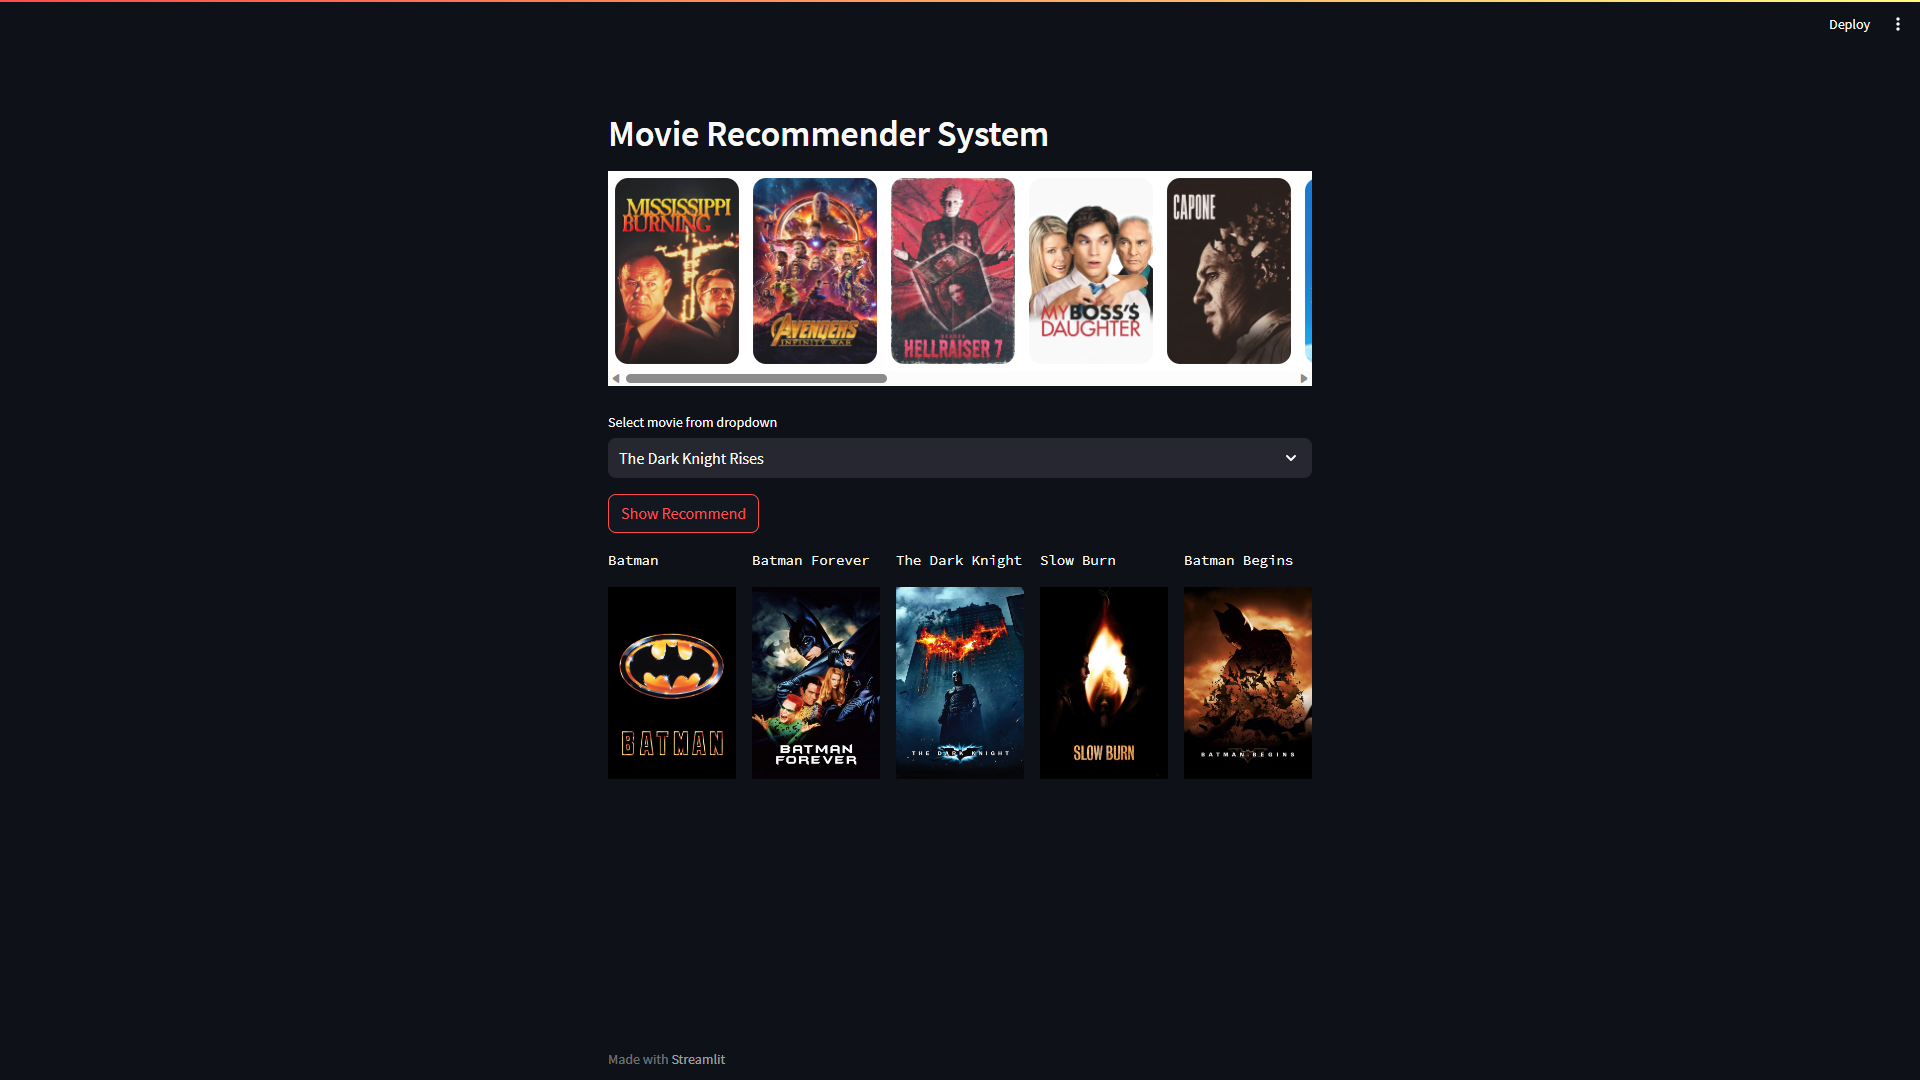 Deploy
Movie Recommender System
MISSISSIPPI
BURNING
AVENGERS
INFINITY WAR
HELLRAISER 7
MY BOSS'S
DAUGHTER
CAPONE
Select movie from dropdown
The Dark Knight Rises
Show Recommend
Batman
Batman Forever
The Dark Knight
Slow Burn
Batman Begins
BATMAN
BATMAN
FOREVER
THE DARK KNIGHT
SLOW BURN
BATMAN BEGINS
Made with Streamlit